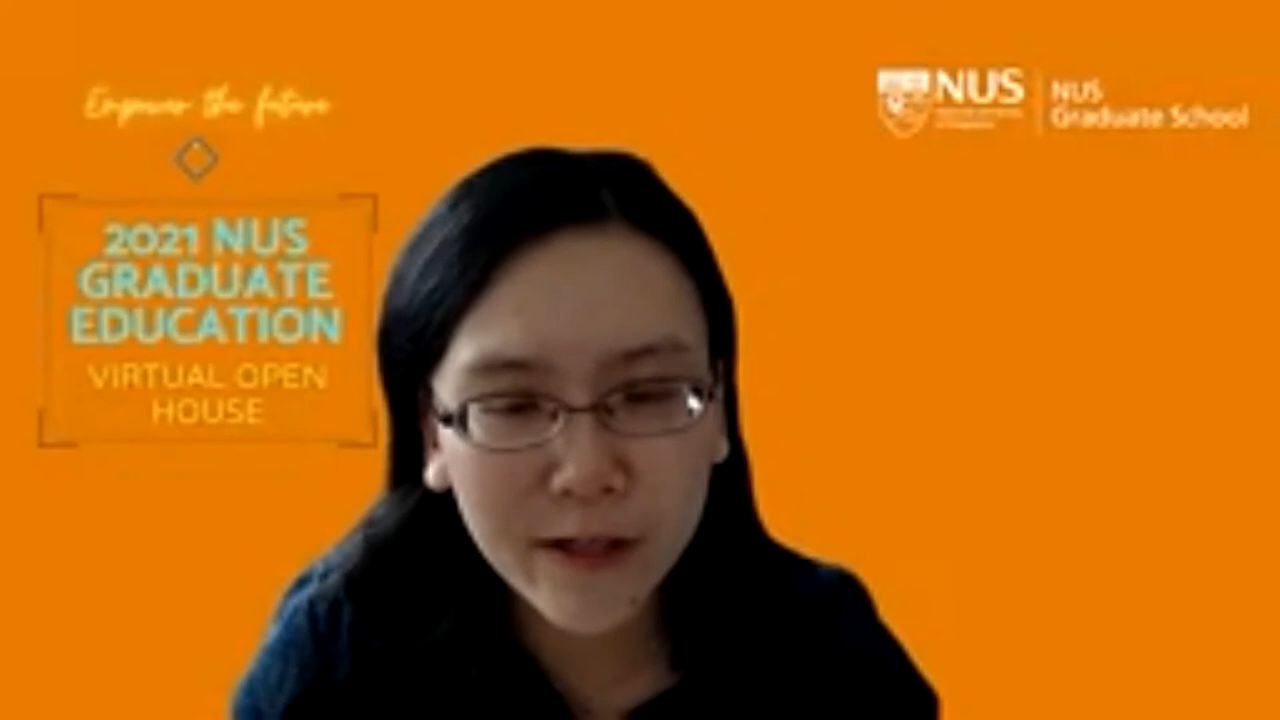 Empower the future
2021 NUS
GRADUATE
EDUCATION
VIRTUAL OPEN
HOUSE
NUS
NUS
Graduate School